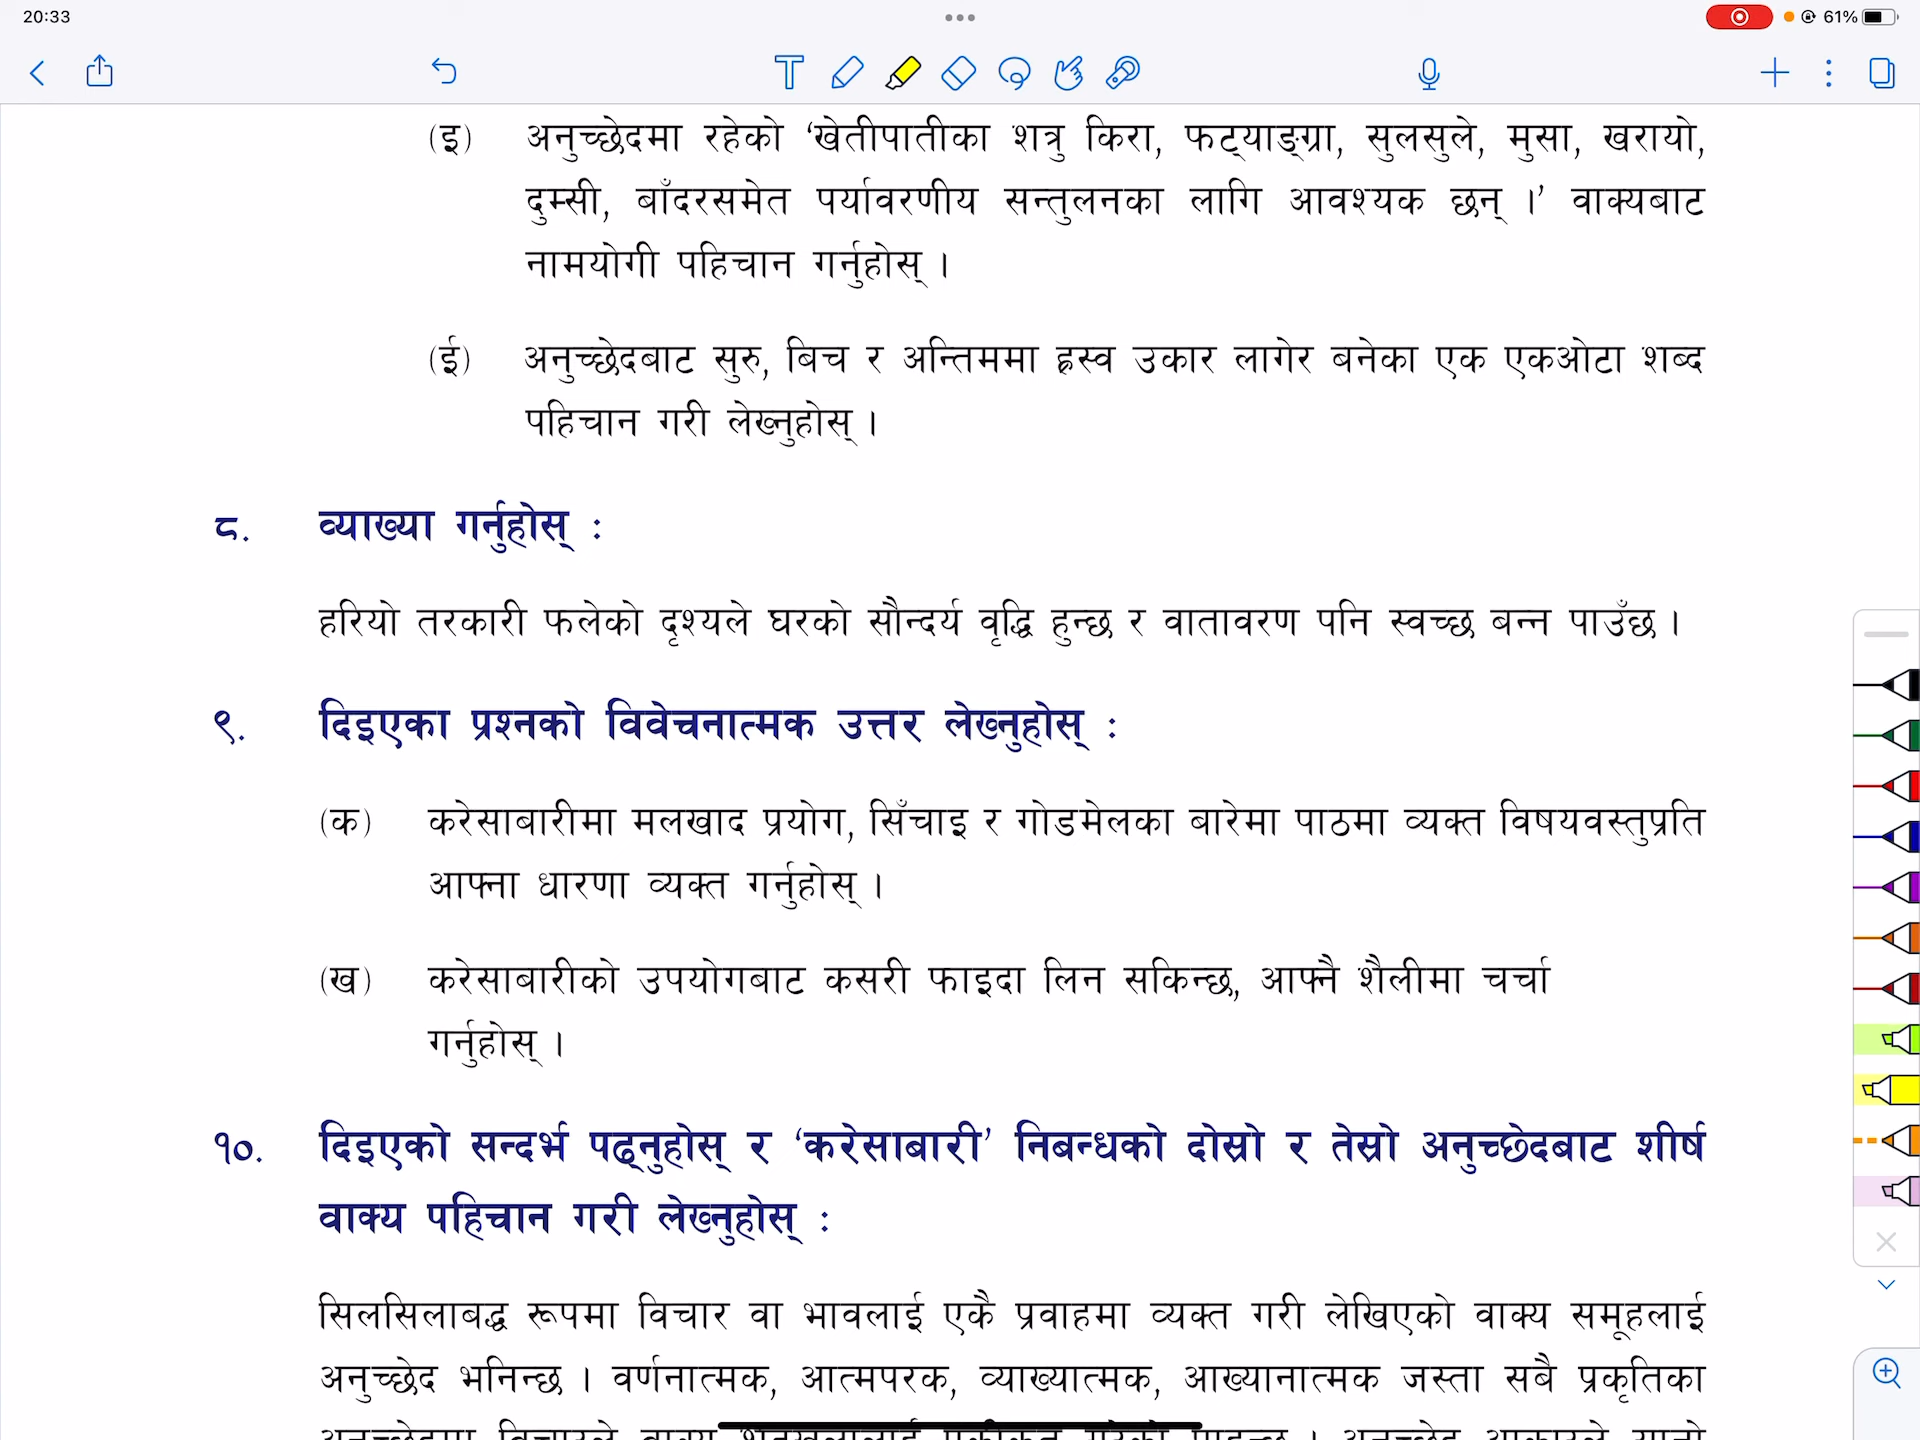 20:33
61%
(इ) अनुच्छेदमा रहेको ‘खेतीपातीका शत्रु किरा, फट्याङ्ग्रा, सुलसुले, मुसा, खरायो,
दुम्सी, बाँदरसमेत पर्यावरणीय सन्तुलनका लागि आवश्यक छन् ।’ वाक्यबाट
नामयोगी पहिचान गर्नुहोस् ।
(ई) अनुच्छेदबाट सुरु, बिच र अन्तिममा ह्रस्व उकार लागेर बनेका एक एकओटा शब्द
पहिचान गरी लेख्नुहोस् ।
८. व्याख्या गर्नुहोस् :
हरियो तरकारी फलेको दृश्यले घरको सौन्दर्य वृद्धि हुन्छ र वातावरण पनि स्वच्छ बन्न पाउँछ ।
९. दिइएका प्रश्नको विवेचनात्मक उत्तर लेख्नुहोस् :
(क) करेसाबारीमा मलखाद प्रयोग, सिँचाइ र गोडमेलका बारेमा पाठमा व्यक्त विषयवस्तुप्रति
आफ्ना धारणा व्यक्त गर्नुहोस् ।
(ख) करेसाबारीको उपयोगबाट कसरी फाइदा लिन सकिन्छ, आफ्नै शैलीमा चर्चा
गर्नुहोस् ।
१०. दिइएको सन्दर्भ पढ्नुहोस् र ‘करेसाबारी’ निबन्धको दोस्रो र तेस्रो अनुच्छेदबाट शीर्ष
वाक्य पहिचान गरी लेख्नुहोस् :
सिलसिलाबद्ध रूपमा विचार वा भावलाई एकै प्रवाहमा व्यक्त गरी लेखिएको वाक्य समूहलाई
अनुच्छेद भनिन्छ । वर्णनात्मक, आत्मपरक, व्याख्यात्मक, आख्यानात्मक जस्ता सबै प्रकृतिका